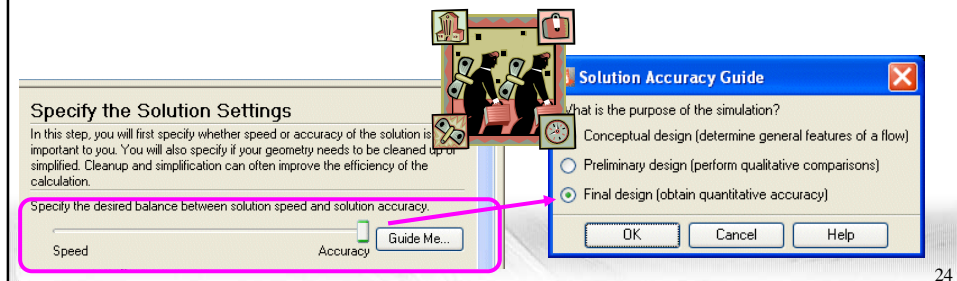 Specify the Solution Settings
In this step, you will first specify whether speed or accuracy of the solution is
important to you. You will also specify if your geometry needs to be cleaned up or
simplified. Cleanup and simplification can often improve the efficiency of the
calculation.
Specify the desired balance between solution speed and solution accuracy.
Speed
Accuracy
Guide Me...
Solution Accuracy Guide
What is the purpose of the simulation?
Conceptual design (determine general features of a flow)
Preliminary design (perform qualitative comparisons)
Final design (obtain quantitative accuracy)
OK
Cancel
Help
24